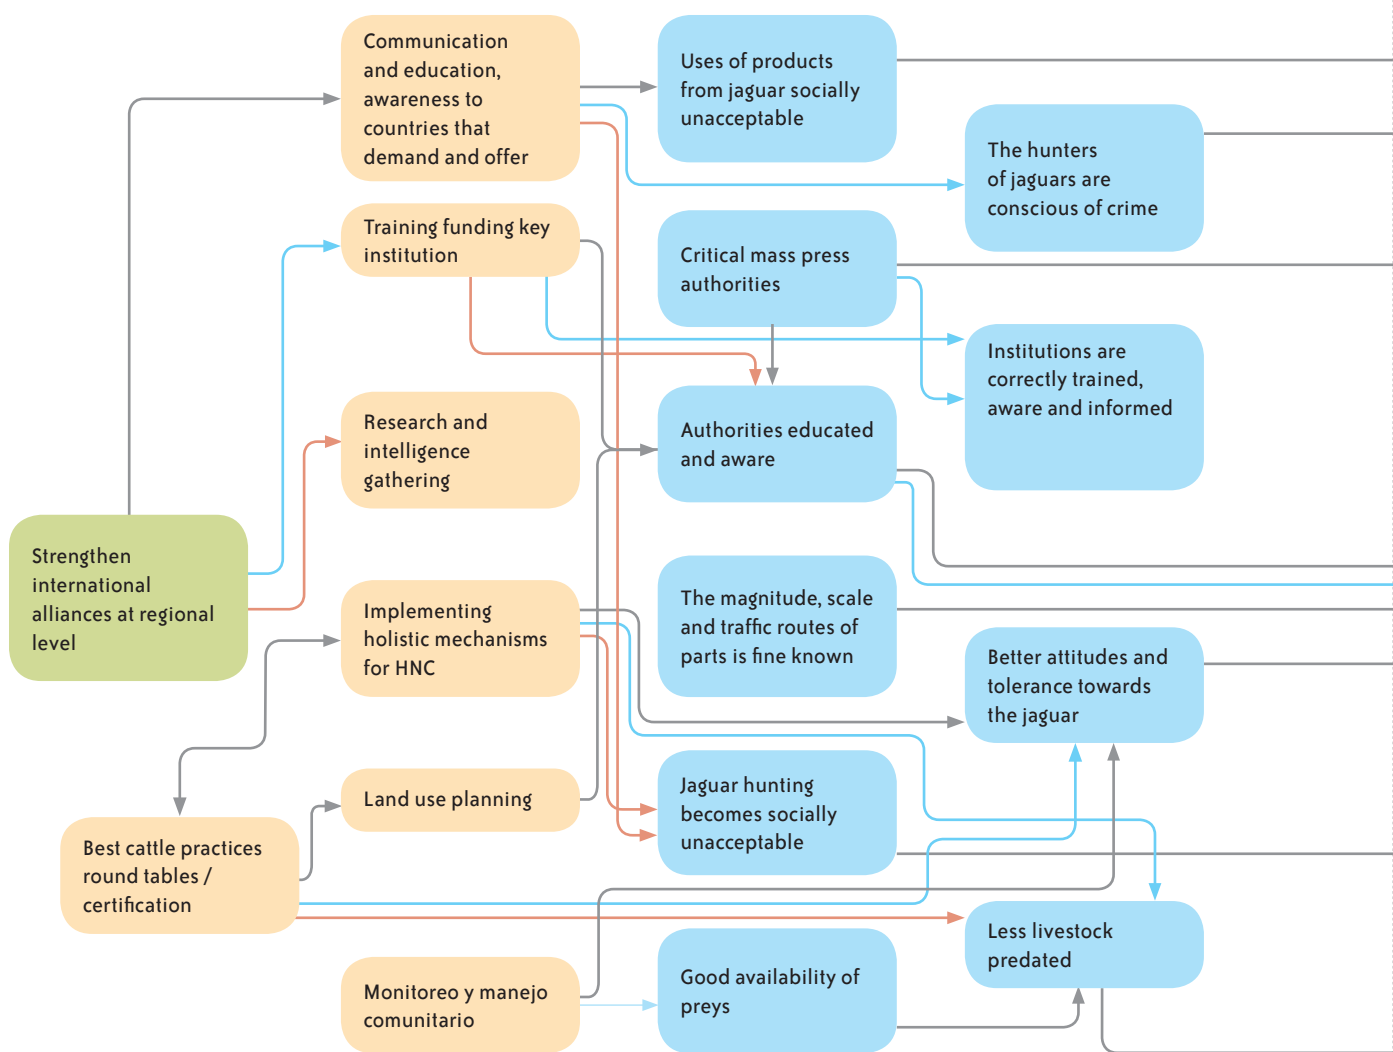 Communication
and education,
awareness to
countries that
demand and offer
Uses of products
from jaguar socially
unacceptable
The hunters
of jaguars are
conscious of crime
Training funding key
institution
Critical mass press
authorities
Institutions are
correctly trained,
aware and informed
Research and
intelligence
gathering
Authorities educated
and aware
Strengthen
international
alliances at regional
level
Implementing
holistic mechanisms
for HNC
The magnitude, scale
and traffic routes of
parts is fine known
Better attitudes and
tolerance towards
the jaguar
Land use planning
Jaguar hunting
becomes socially
unacceptable
Best cattle practices
round tables /
certification
Less livestock
predated
Monitoreo y manejo
comunitario
Good availability of
preys